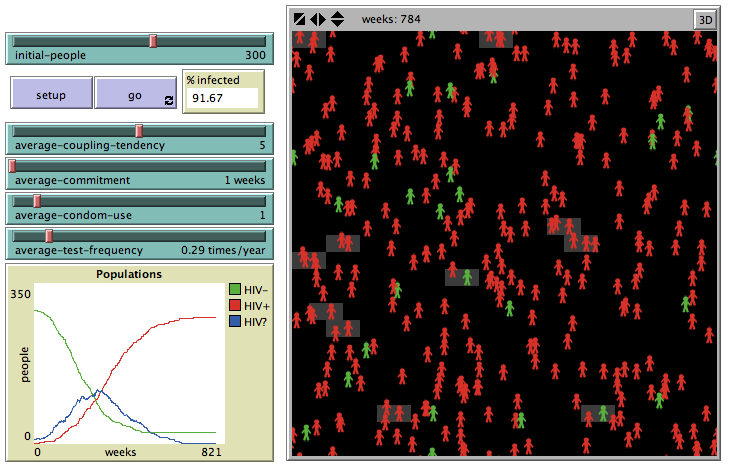 initial-people 300
setup
go
% infected
91.67
average-coupling-tendency 5
average-commitment 1 weeks
average-condom-use 1
average-test-frequency 0.29 times/year
Populations
350
people
0
0
weeks
821
HIV-
HIV+
HIV?
weeks: 784
3D